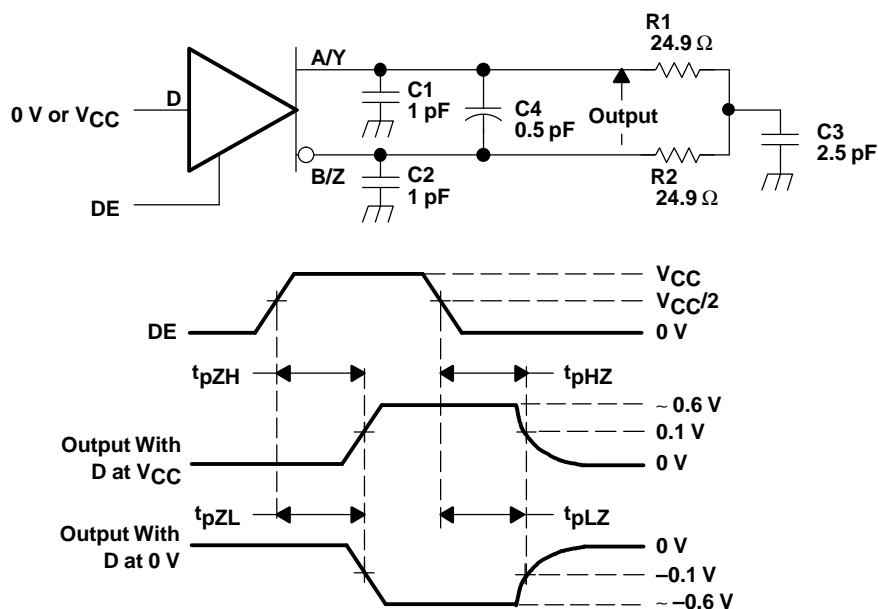 R1
24.9 Ω
A/Y
C1
1 pF
C4
0.5 pF
Output
D
0 V or VCC
C3
2.5 pF
B/Z
C2
1 pF
R2
24.9 Ω
DE
VCC
VCC/2
DE
0 V
tpZH
tpHZ
~ 0.6 V
0.1 V
Output With
D at VCC
0 V
tpZL
tpLZ
Output With
D at 0 V
0 V
–0.1 V
~ –0.6 V